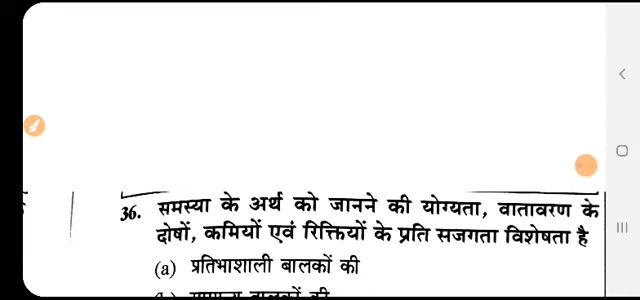 36. समस्या के अर्थ को जानने की योग्यता, वातावरण के
दोषों, कमियों एवं रिक्तियों के प्रति सजगता विशेषता है
(a) प्रतिभाशाली बालकों की